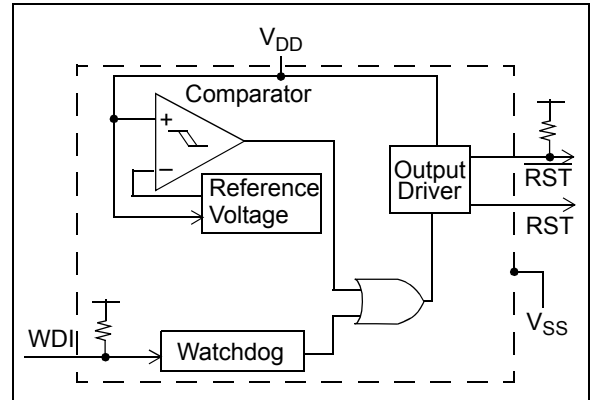 VDD
Comparator
+
−
Reference
Voltage
Output
Driver
RST
RST
VSS
WDI
Watchdog